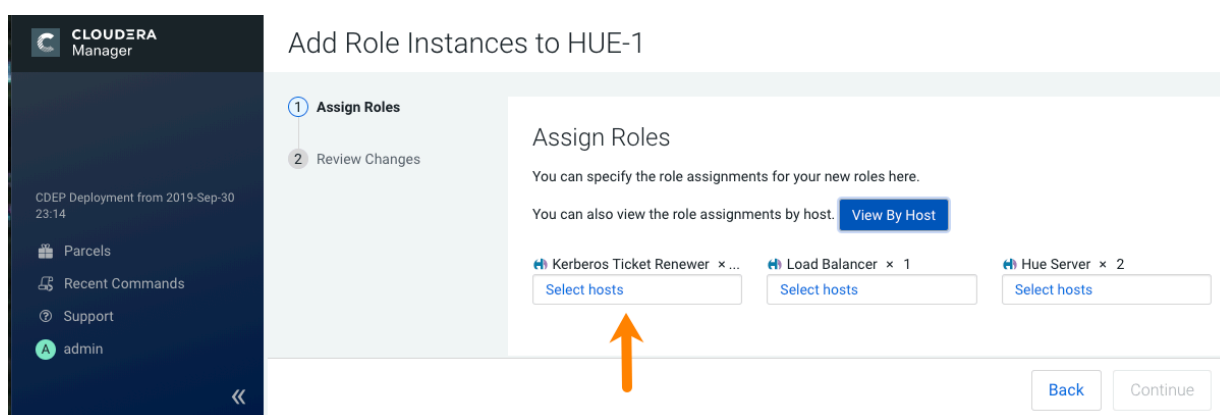 CLOUDERA
Manager
Add Role Instances to HUE-1
1 Assign Roles
2 Review Changes
CDEP Deployment from 2019-Sep-30
23:14
Parcels
Recent Commands
Support
A admin
Assign Roles
You can specify the role assignments for your new roles here.
You can also view the role assignments by host. View By Host
Kerberos Ticket Renewer × ...
Select hosts
Load Balancer × 1
Select hosts
Hue Server × 2
Select hosts
Back
Continue